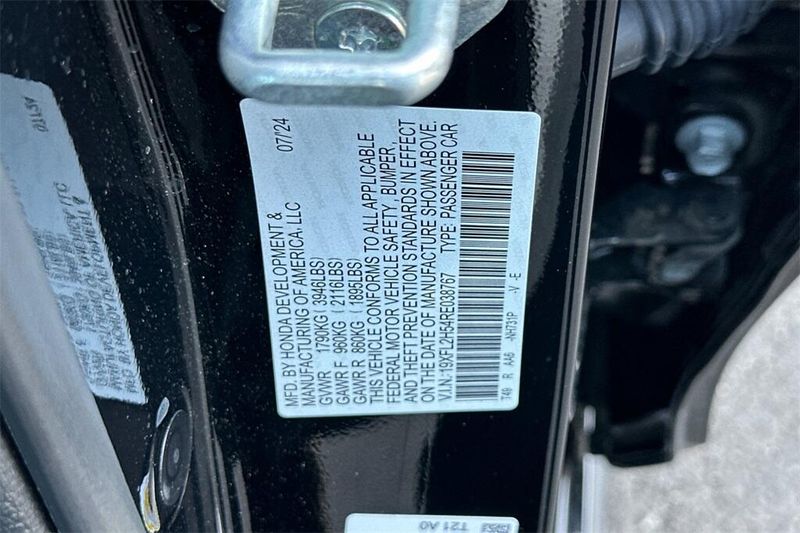 07/24
MFD. BY HONDA DEVELOPMENT &
MANUFACTURING OF AMERICA, LLC
GVWR 1790KG (3946LBS)
GAWR F 960KG (2116LBS)
GAWR R 860KG (1895LBS)
THIS VEHICLE CONFORMS TO ALL APPLICABLE
FEDERAL MOTOR VEHICLE SAFETY, BUMPER,
AND THEFT PREVENTION STANDARDS IN EFFECT
ON THE DATE OF MANUFACTURE SHOWN ABOVE.
V.I.N.: 19XFL2H54RE038767 TYPE: PASSENGER CAR
T49 R AA6 -NH731P V -E
T21 A0